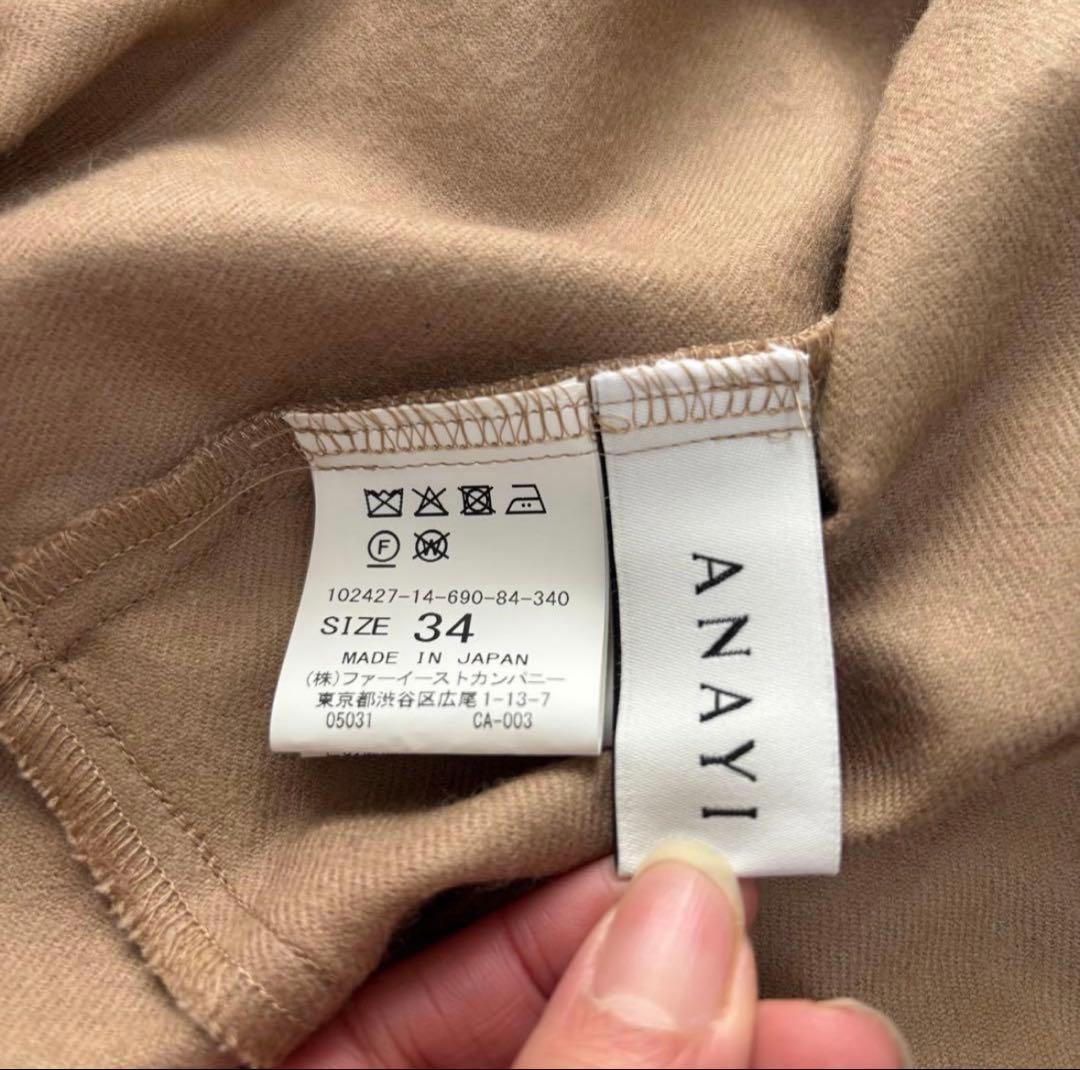 F
W
102427-14-690-84-340
SIZE 34
MADE IN JAPAN
(株)ファーイーストカンパニー
東京都渋谷区広尾1-13-7
05031 CA-003
ANAYI